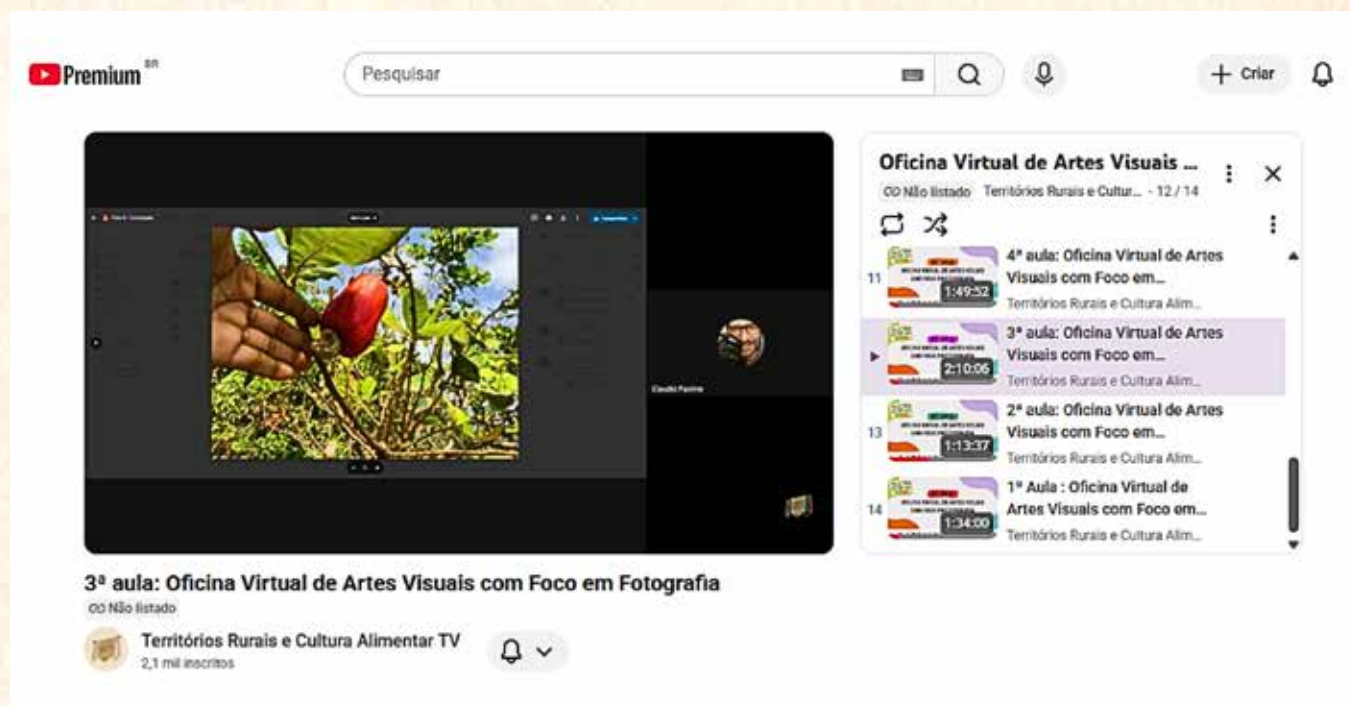 Premium BR
Pesquisar
Criar
Oficina Virtual de Artes Visuais ...
Não listado Territórios Rurais e Cultur... - 12 / 14
11
1:49:52
4ª aula: Oficina Virtual de Artes
Visuais com Foco em...
Territórios Rurais e Cultura Alim...
2:10:06
3ª aula: Oficina Virtual de Artes
Visuais com Foco em...
Territórios Rurais e Cultura Alim...
13
1:13:37
2ª aula: Oficina Virtual de Artes
Visuais com Foco em...
Territórios Rurais e Cultura Alim...
14
1:34:00
1ª Aula : Oficina Virtual de
Artes Visuais com Foco em...
Territórios Rurais e Cultura Alim...
3ª aula: Oficina Virtual de Artes Visuais com Foco em Fotografia
Não listado
Territórios Rurais e Cultura Alimentar TV
2,1 mil inscritos